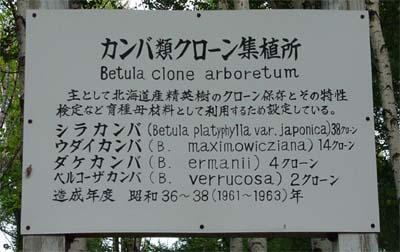 カンバ類クローン集植所
Betula clone arboretum
主として北海道産精英樹のクローン保存とその特性
検定など育種母材料として利用するため設定している。
シラカンバ(Betula platyphylla var. japonica)38クローン
ウダイカンバ(B. maximowicziana)14クローン
ダケカンバ(B. ermanii)4クローン
ベルコーザカンバ(B. verrucosa)2クローン
造成年度 昭和36~38(1961~1963)年